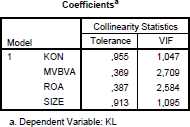 Coefficientsª
Collinearity Statistics
Model Tolerance VIF
1 KON ,955 1,047
MVBVA ,369 2,709
ROA ,387 2,584
SIZE ,913 1,095
a. Dependent Variable: KL